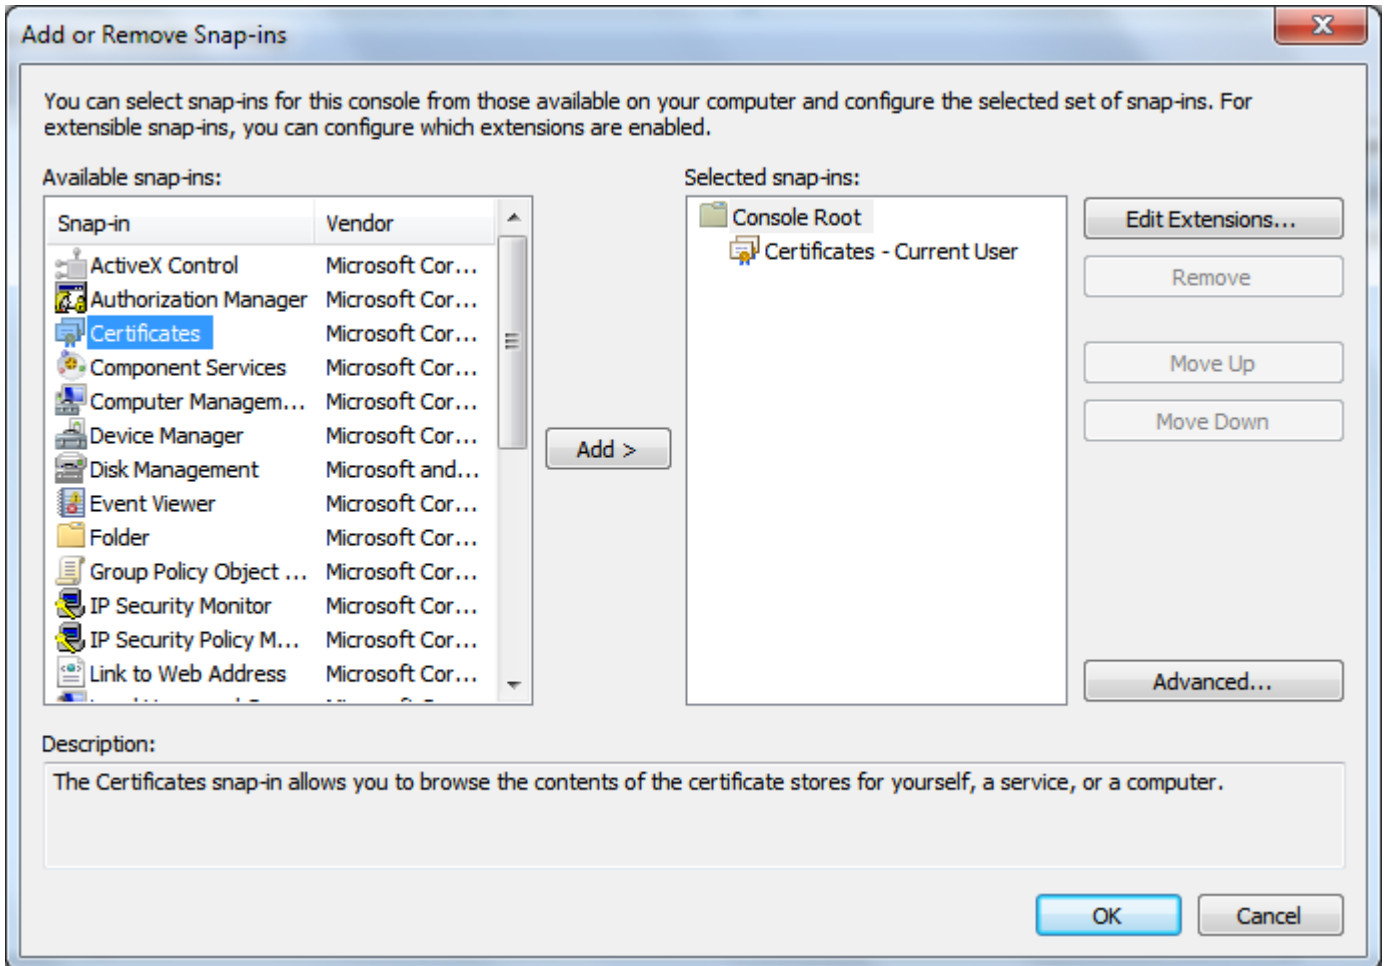 Add or Remove Snap-ins
X
You can select snap-ins for this console from those available on your computer and configure the selected set of snap-ins. For
extensible snap-ins, you can configure which extensions are enabled.
Available snap-ins:
Snap-in Vendor
ActiveX Control Microsoft Cor...
Authorization Manager Microsoft Cor...
Certificates Microsoft Cor...
Component Services Microsoft Cor...
Computer Managem... Microsoft Cor...
Device Manager Microsoft Cor...
Disk Management Microsoft and...
Event Viewer Microsoft Cor...
Folder Microsoft Cor...
Group Policy Object ... Microsoft Cor...
IP Security Monitor Microsoft Cor...
IP Security Policy M... Microsoft Cor...
Link to Web Address Microsoft Cor...
Add >
Selected snap-ins:
Console Root
Certificates - Current User
Edit Extensions...
Remove
Move Up
Move Down
Advanced...
Description:
The Certificates snap-in allows you to browse the contents of the certificate stores for yourself, a service, or a computer.
OK Cancel